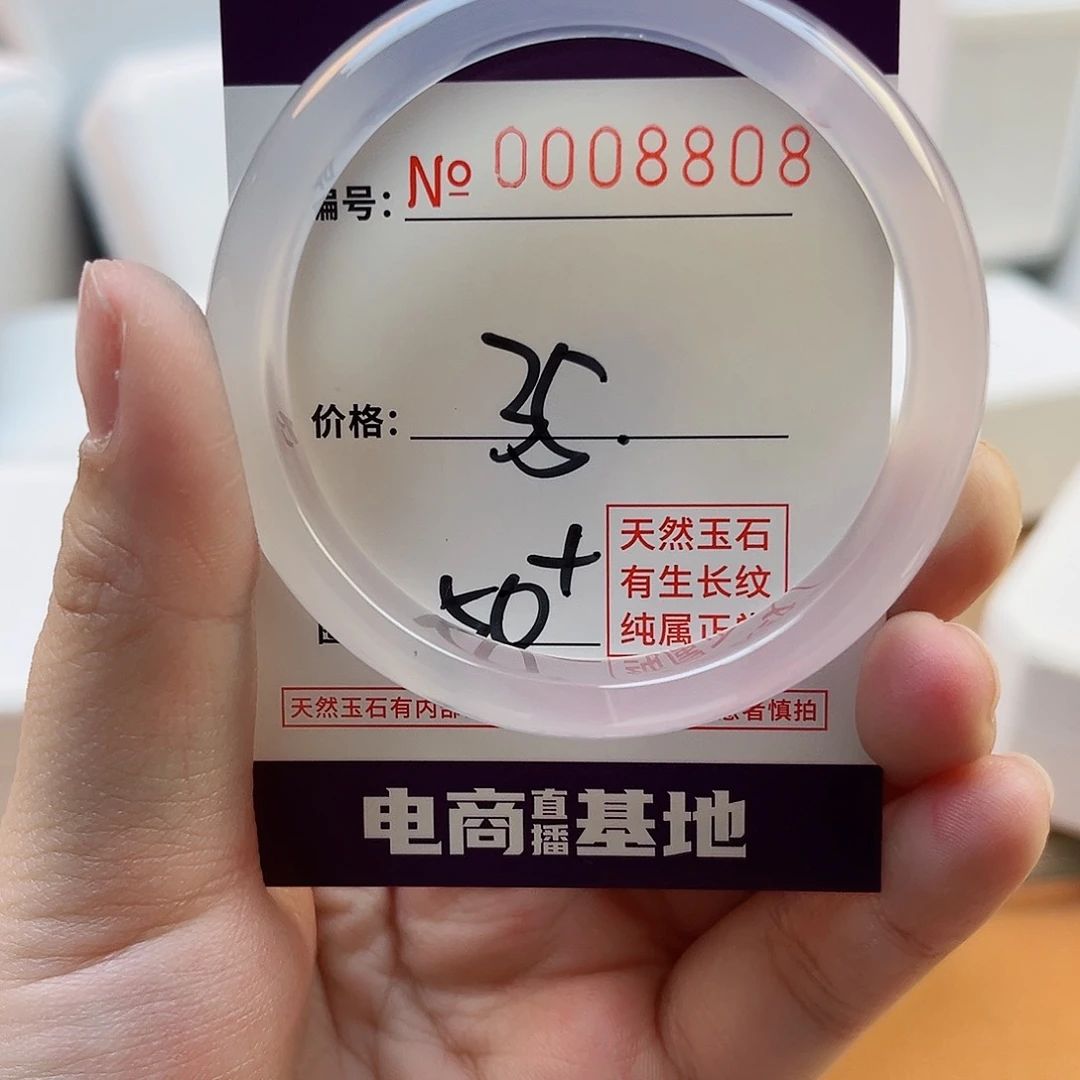 编号：№ 0008808
价格：35.
50+
天然玉石
有生长纹
纯属正
天然玉石有内部
者慎拍
电商直播基地